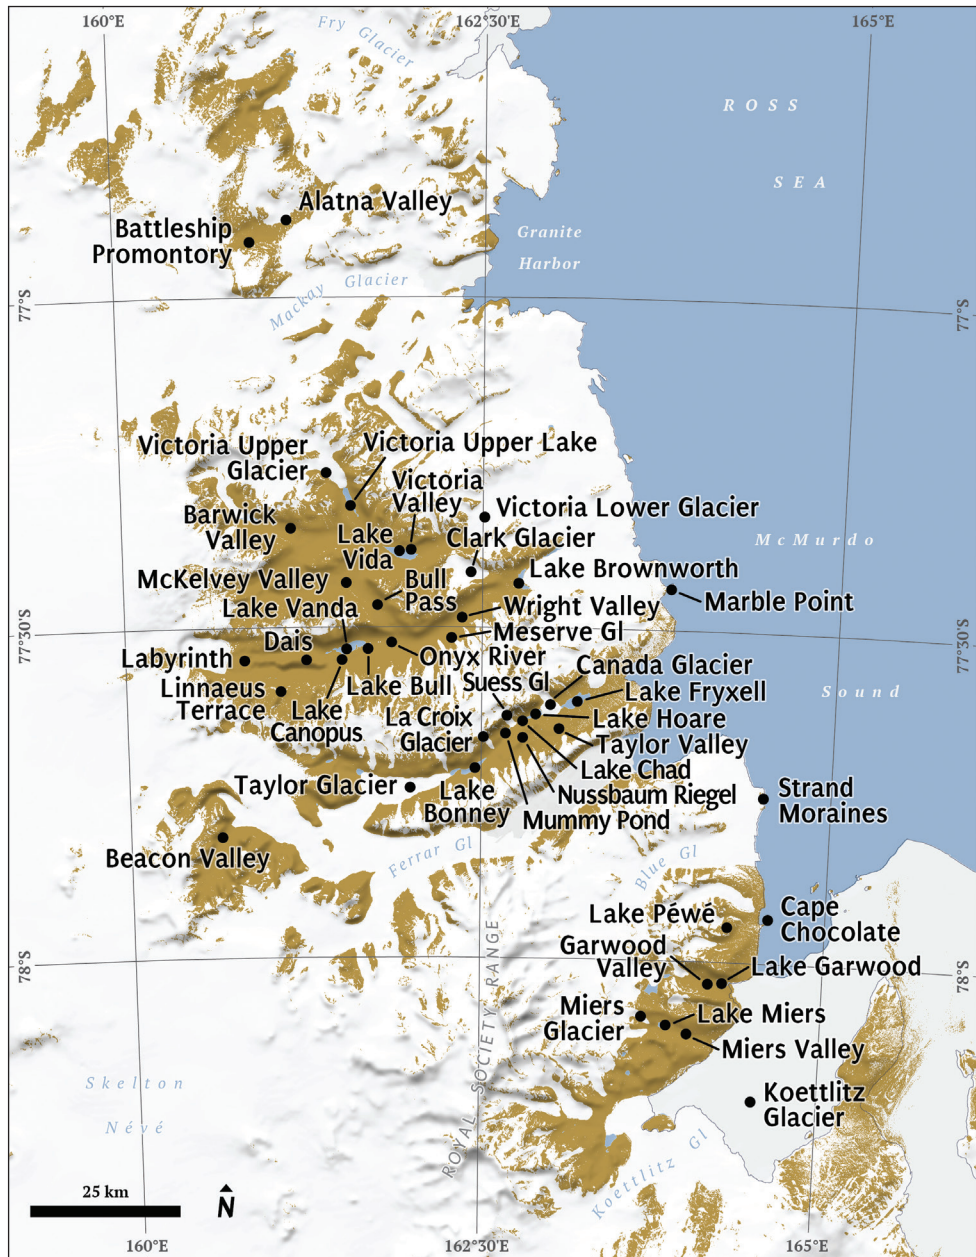 160°E
162°30'E
165°E
Fry Glacier
ROSS
SEA
Alatna Valley
Battleship
Promontory
Granite
Harbor
Mackay Glacier
77°S
77°S
Victoria Upper
Glacier
Victoria Upper Lake
Victoria
Valley
Victoria Lower Glacier
Barwick
Valley
Lake
Vida
Clark Glacier
McMurdo
McKelvey Valley
Bull
Pass
Lake Brownworth
Marble Point
Lake Vanda
Wright Valley
77°30'S
77°30'S
Dais
Meserve Gl
Labyrinth
Onyx River
Canada Glacier
Suess Gl
Sound
Linnaeus
Terrace
Lake Bull
Lake Fryxell
Lake
Canopus
La Croix
Glacier
Lake Hoare
Taylor Valley
Lake Chad
Taylor Glacier
Lake
Bonney
Nussbaum Riegel
Mummy Pond
Strand
Moraines
Beacon Valley
Ferrar Gl
Blue Gl
Lake Péwé
Cape
Chocolate
Garwood
Valley
Lake Garwood
78°S
78°S
Miers
Glacier
Lake Miers
Miers Valley
ROYAL SOCIETY RANGE
Skelton
Névé
Koettlitz
Glacier
Koettlitz Gl
25 km
N
160°E
162°30'E
165°E